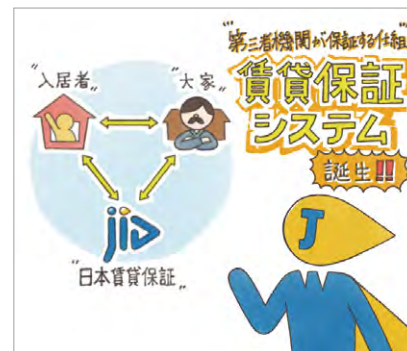 "第三者機関が保証する仕組
賃貸保証
システム
誕生!!
"入居者"
"大家"
jiD
"日本賃貸保証"
J